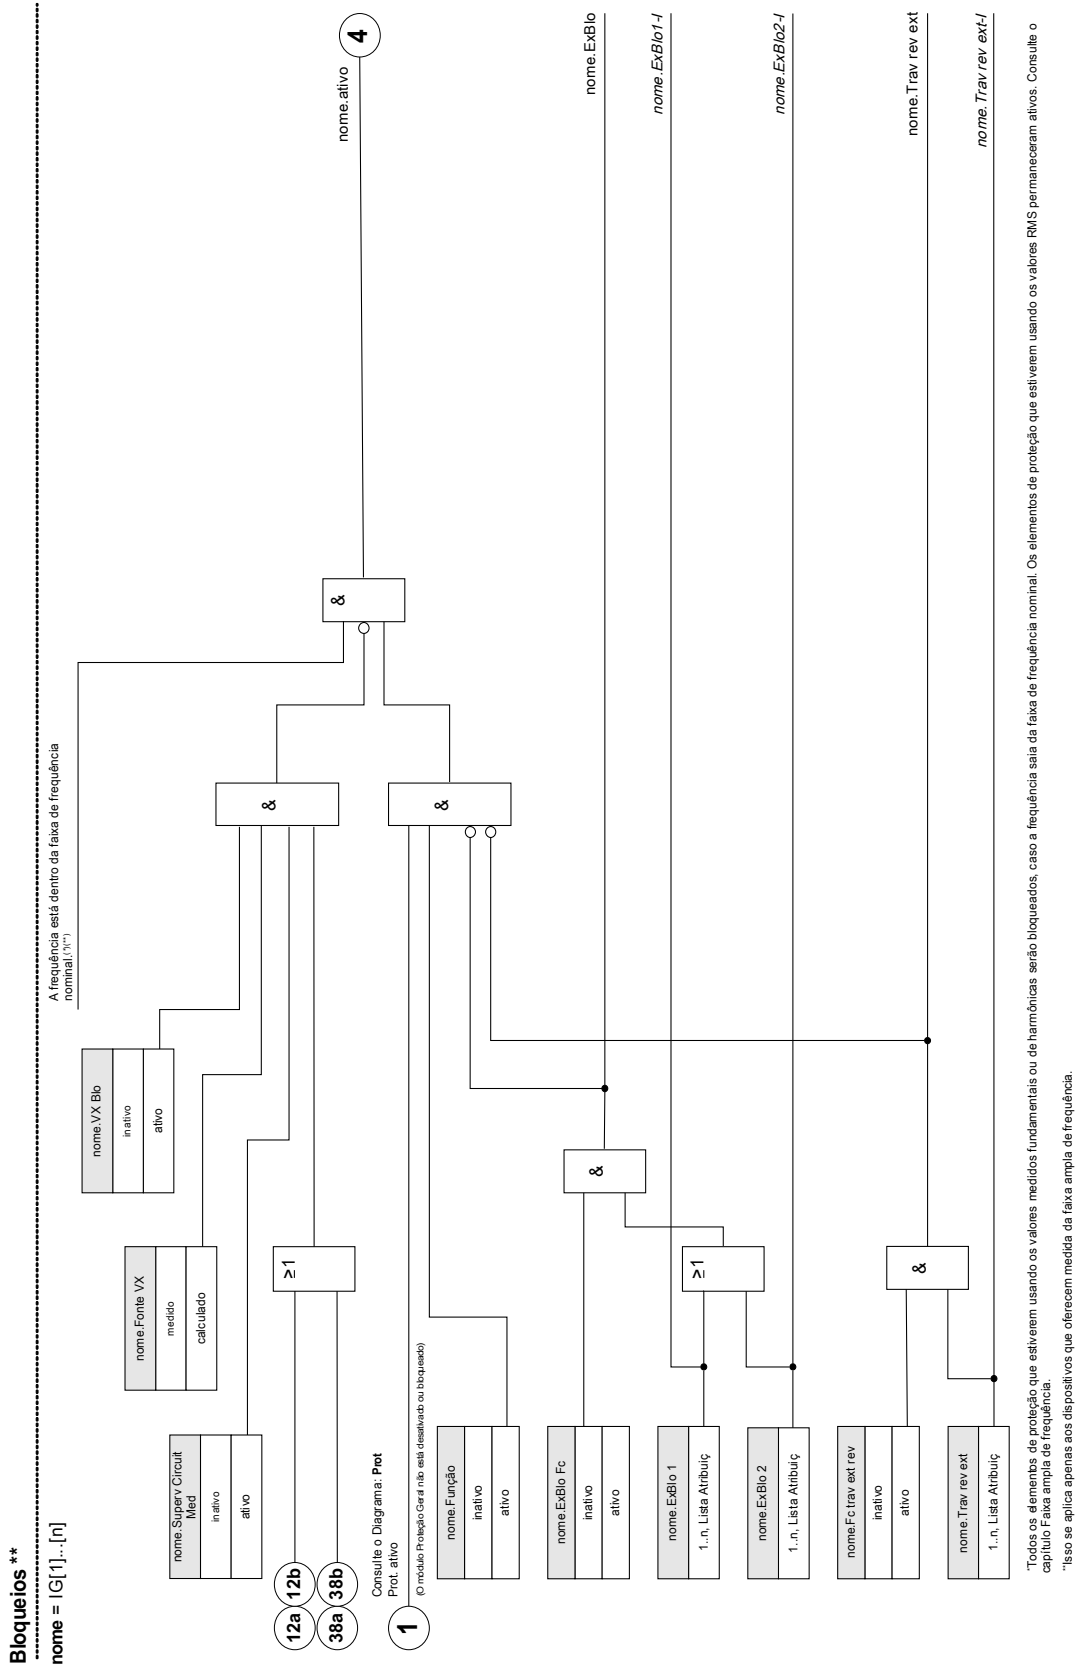 Bloqueios **
nome = IG[1]...[n]
A frequência está dentro da faixa de frequência
nominal.(*)(**)
nome.VX Blo
inativo
ativo
nome.Fonte VX
medido
calculado
nome.Superv Circuit
Med
inativo
ativo
12a
12b
38a
38b
≥1
&
&
&
nome.ativo
4
Consulte o Diagrama: Prot
Prot. ativo
(O módulo Proteção Geral não está desativado ou bloqueado)
1
nome.Função
inativo
ativo
nome.ExBlo Fc
inativo
ativo
&
nome.ExBlo
nome.ExBlo 1
1..n, Lista Atribuiç
≥1
nome.ExBlo1-I
nome.ExBlo 2
1..n, Lista Atribuiç
nome.ExBlo2-I
nome.Fc trav ext rev
inativo
ativo
&
nome.Trav rev ext
nome.Trav rev ext
1..n, Lista Atribuiç
nome.Trav rev ext-I
*Todos os elementos de proteção que estiverem usando os valores medidos fundamentais ou de harmônicas serão bloqueados, caso a frequência saia da faixa de frequência nominal. Os elementos de proteção que estiverem usando os valores RMS permaneceram ativos. Consulte o
capítulo Faixa ampla de frequência.
**Isso se aplica apenas aos dispositivos que oferecem medida da faixa ampla de frequência.